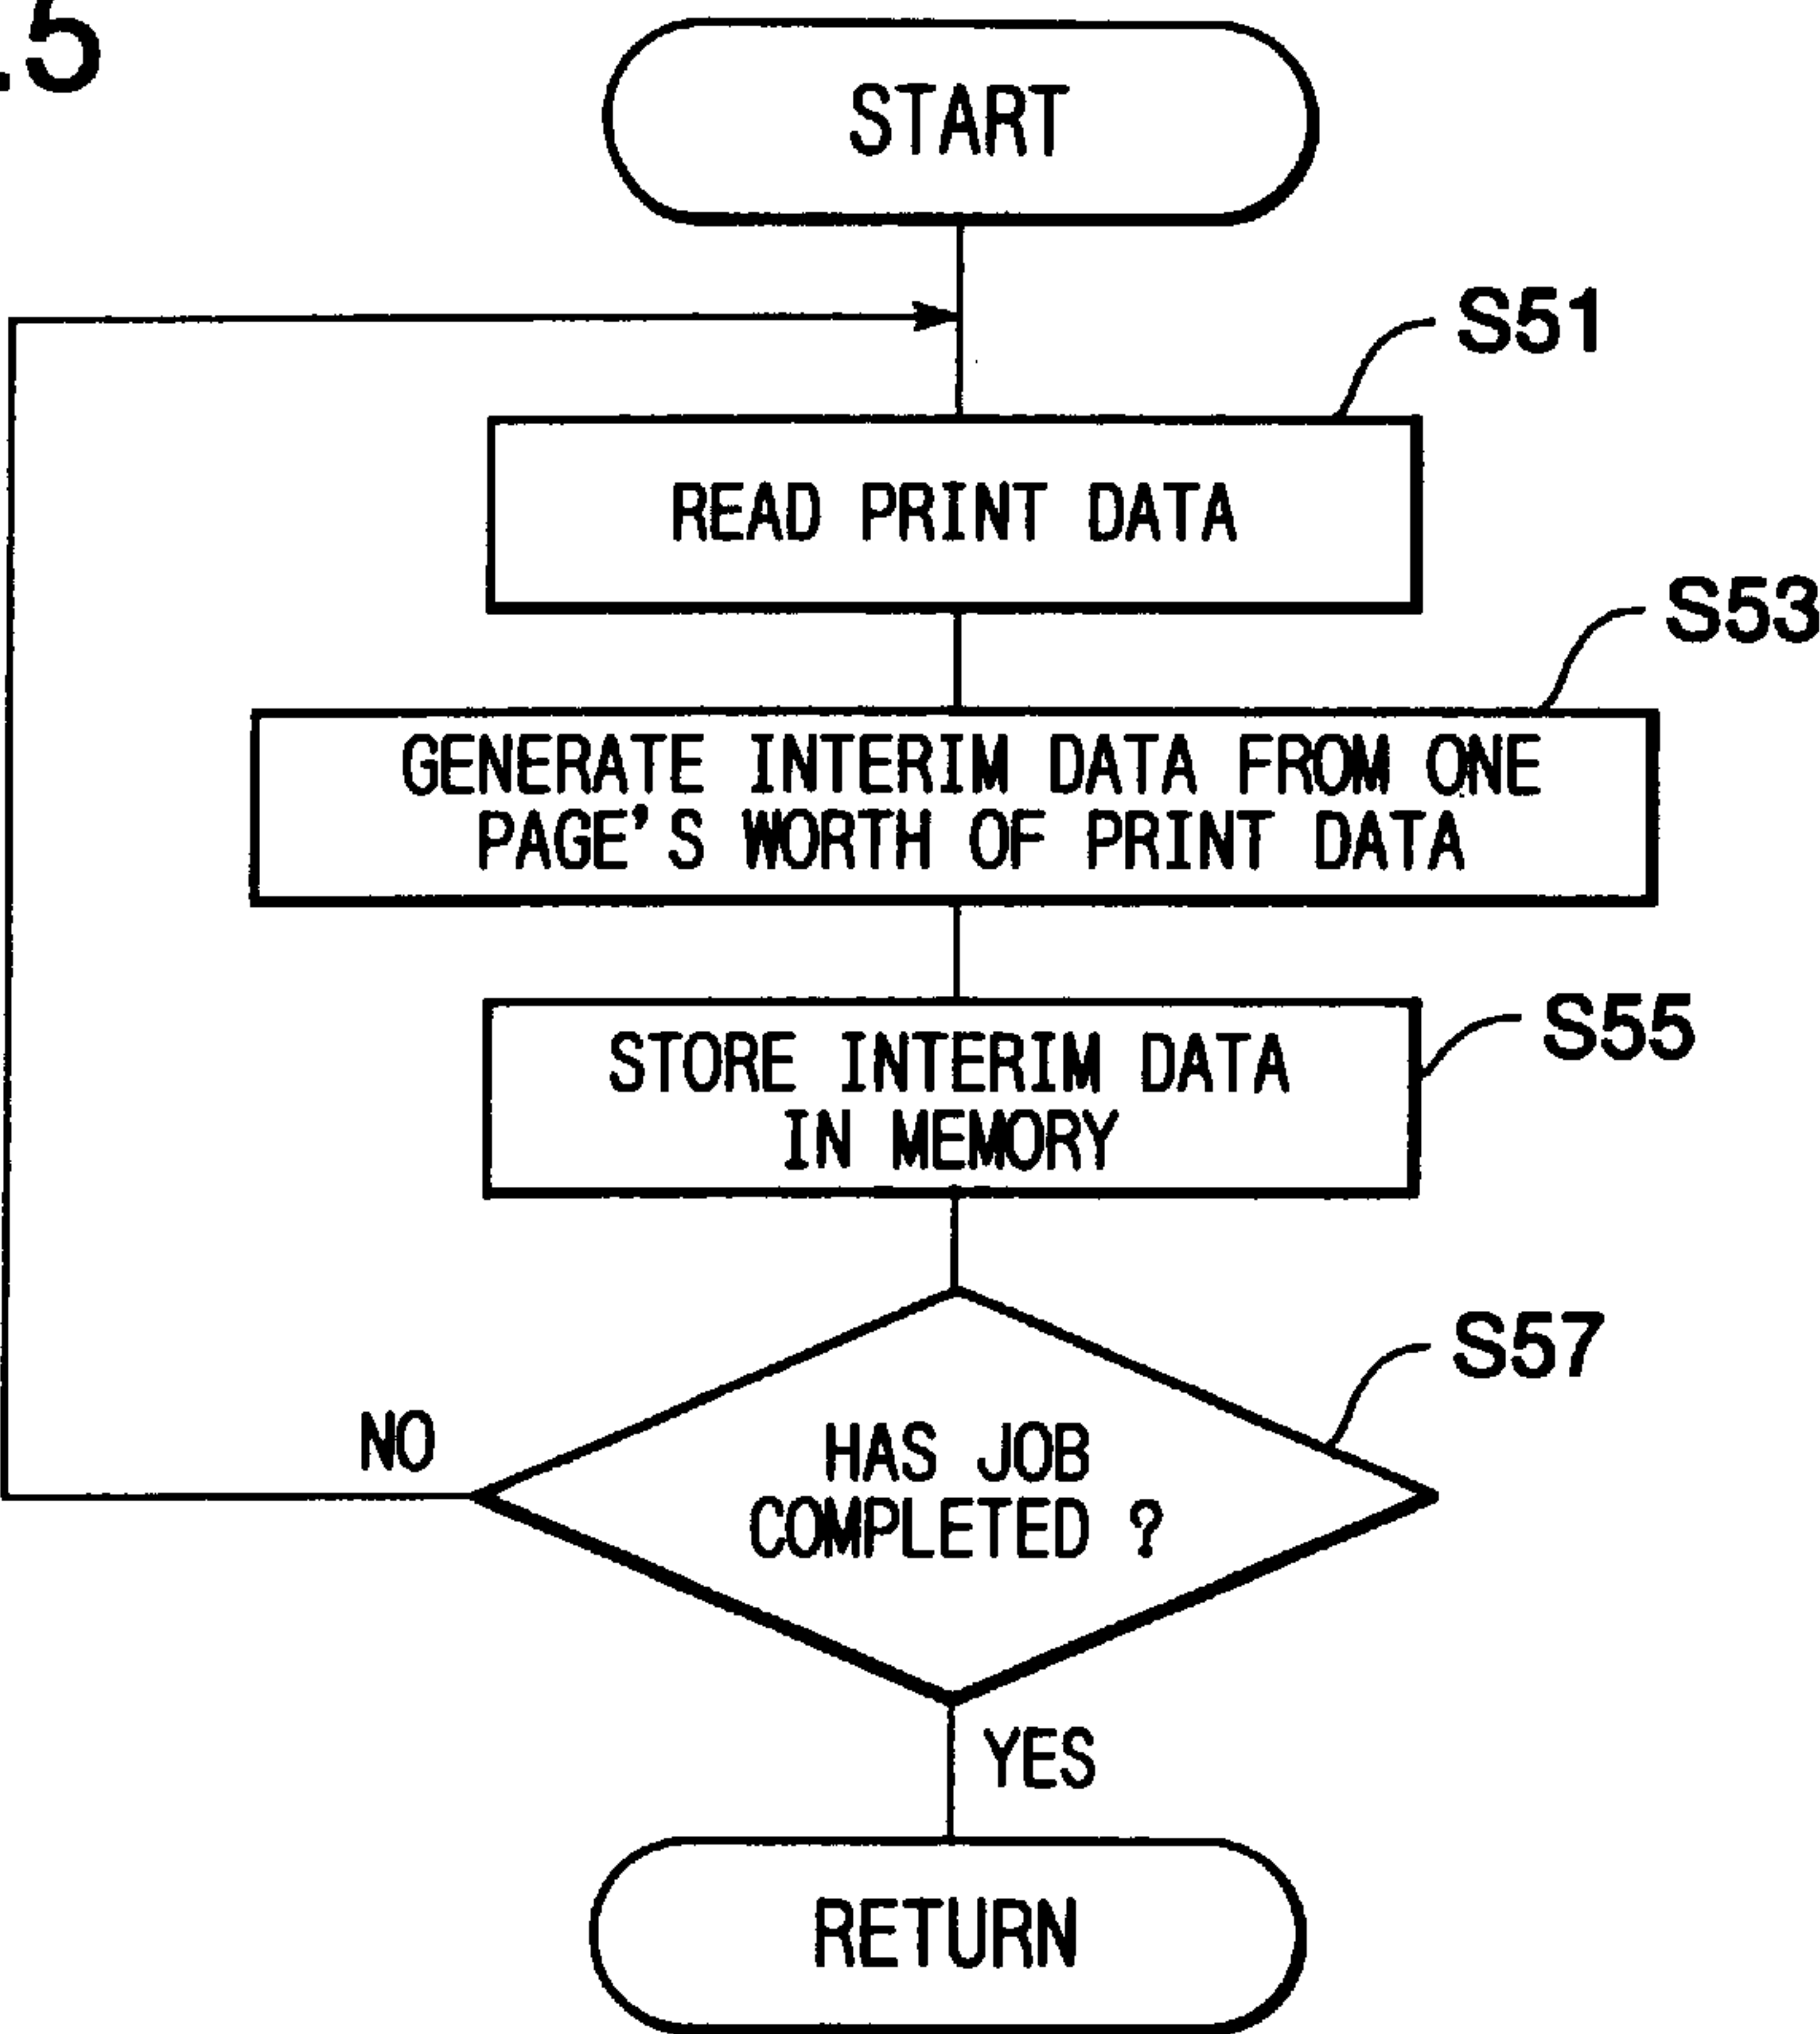 .5
START
S51
READ PRINT DATA
S53
GENERATE INTERIM DATA FROM ONE
PAGE'S WORTH OF PRINT DATA
S55
STORE INTERIM DATA
IN MEMORY
S57
HAS JOB
COMPLETED ?
NO
YES
RETURN